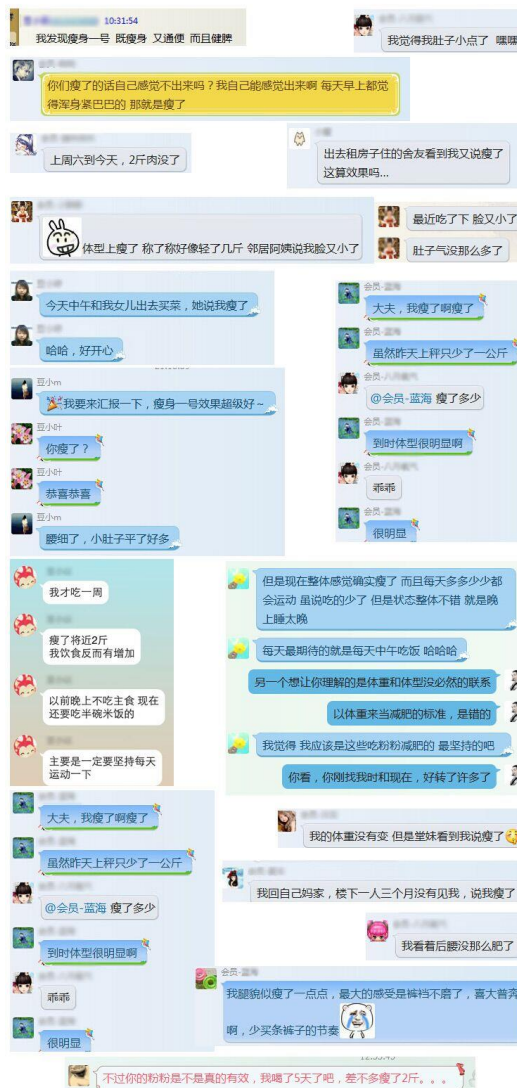 10:31:54
我发现瘦身一号 既瘦身 又通便 而且健脾
我觉得我肚子小点了 嘿嘿
你们瘦了的话自己感觉不出来吗？我自己能感觉出来啊 每天早上都觉
得浑身紧巴巴的 那就是瘦了
上周六到今天，2斤肉没了
出去租房子住的舍友看到我又说瘦了
这算效果吗...
体型上瘦了 称了称好像轻了几斤 邻居阿姨说我脸又小了
最近吃了下 脸又小了
肚子气没那么多了
今天中午和我女儿出去买菜，她说我瘦了
哈哈，好开心
会员-蓝海
大夫，我瘦了啊瘦了
虽然昨天上秤只少了一公斤
@会员-蓝海 瘦了多少
到时体型很明显啊
乖乖
很明显
豆小m
我要来汇报一下，瘦身一号效果超级好~
豆小叶
你瘦了？
豆小叶
恭喜恭喜
豆小m
腰细了，小肚子平了好多
我才吃一周
瘦了将近2斤
我饮食反而有增加
以前晚上不吃主食 现在
还要吃半碗米饭的
主要是一定要坚持每天
运动一下
但是现在整体感觉确实瘦了 而且每天多多少少都
会运动 虽说吃的少了 但是状态整体不错 就是晚
上睡太晚
每天最期待的就是每天中午吃饭 哈哈哈
另一个想让你理解的是体重和体型没必然的联系
以体重来当减肥的标准，是错的
我觉得 我应该是这些吃粉粉减肥的 最坚持的吧
你看，你刚找我时和现在，好转了许多了
大夫，我瘦了啊瘦了
虽然昨天上秤只少了一公斤
@会员-蓝海 瘦了多少
到时体型很明显啊
乖乖
很明显
我的体重没有变 但是堂妹看到我说瘦了
我回自己妈家，楼下一人三个月没有见我，说我瘦了
我看着后腰没那么肥了
会员-蓝海
我腿貌似瘦了一点点，最大的感受是裤裆不磨了，喜大普奔
啊，少买条裤子的节奏
不过你的粉粉是不是真的有效，我喝了5天了吧，差不多瘦了2斤。。。